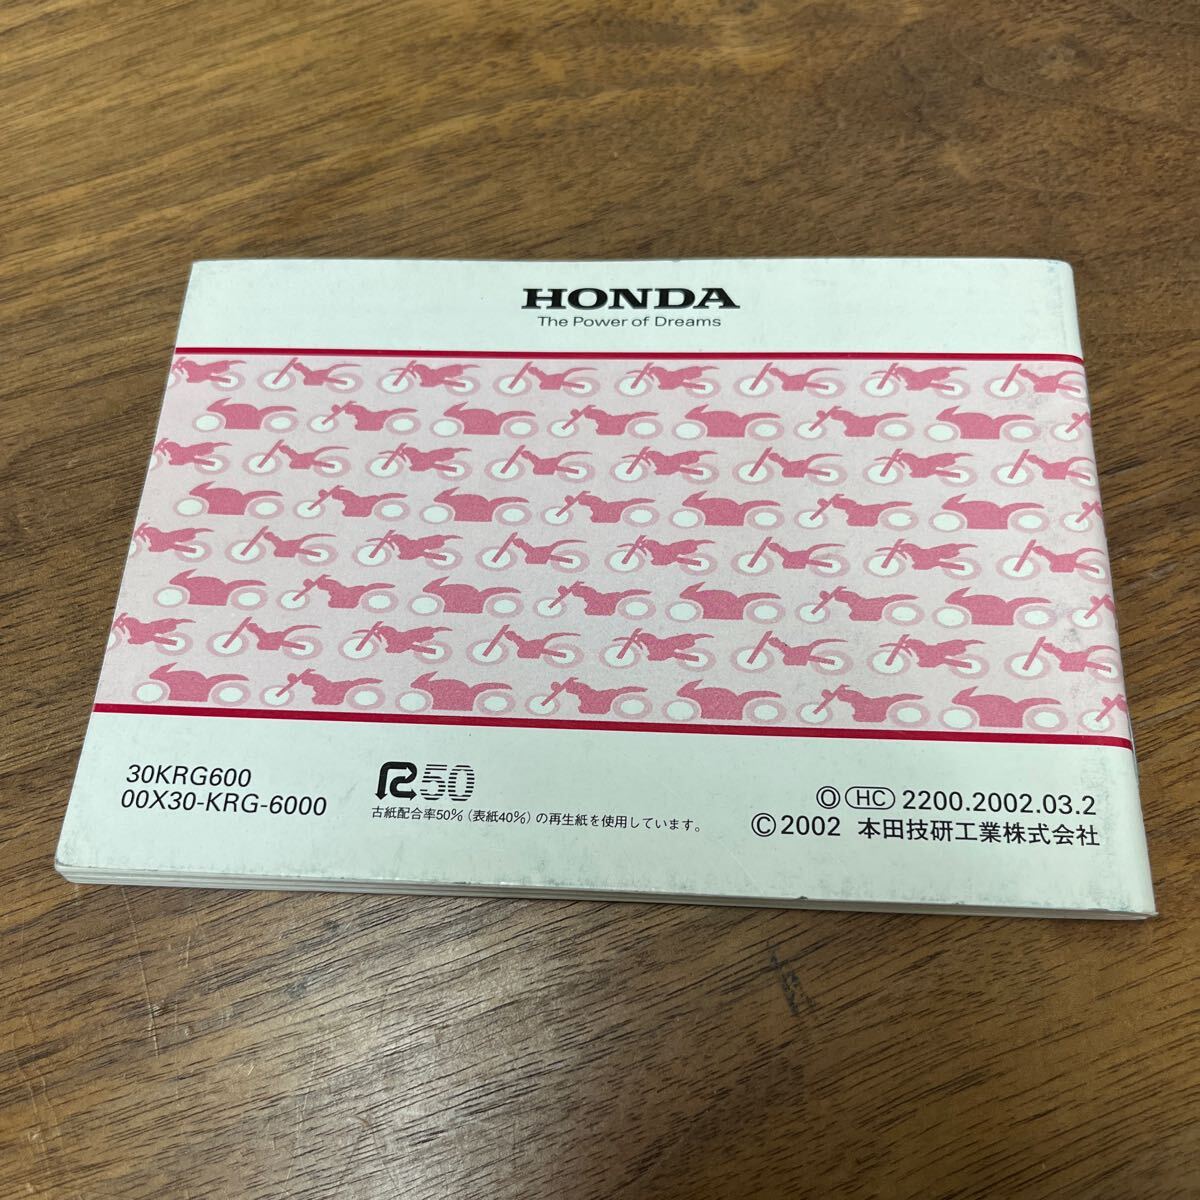 HONDA
The Power of Dreams
30KRG600
00X30-KRG-6000
R50
古紙配合率50%（表紙40%）の再生紙を使用しています。
Ⓞ HC 2200.2002.03.2
©2002 本田技研工業株式会社